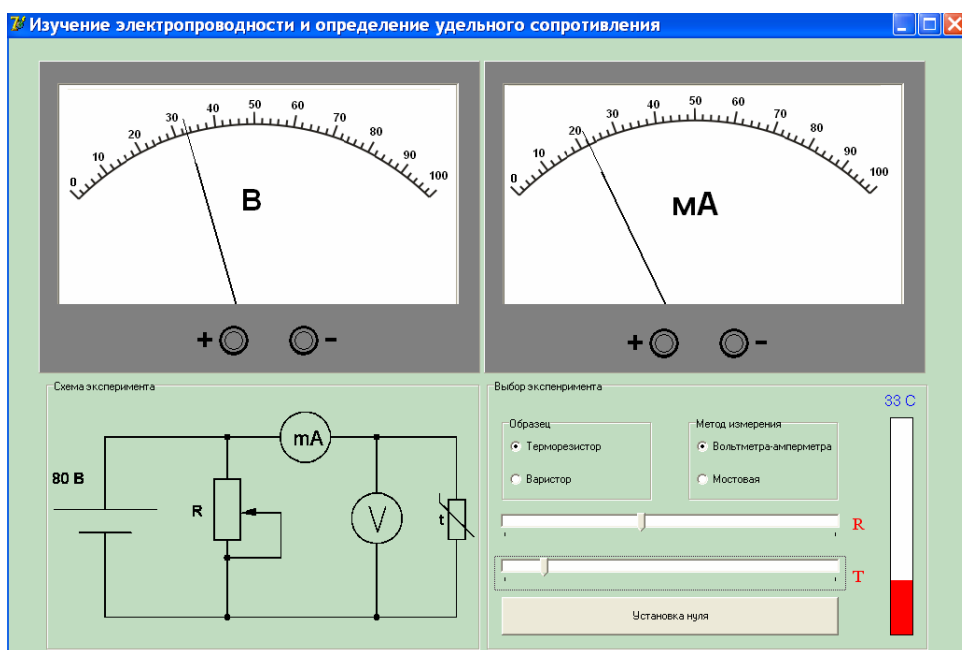 Изучение электропроводности и определение удельного сопротивления
0 10 20 30 40 50 60 70 80 90 100
В
+ -
0 10 20 30 40 50 60 70 80 90 100
мА
+ -
Схема эксперимента
80 В
R
mA
V
t
Выбор экспенримента
33 C
Образец
Терморезистор
Варистор
Метод измерения
Вольтметра-амперметра
Мостовая
R
T
Установка нуля